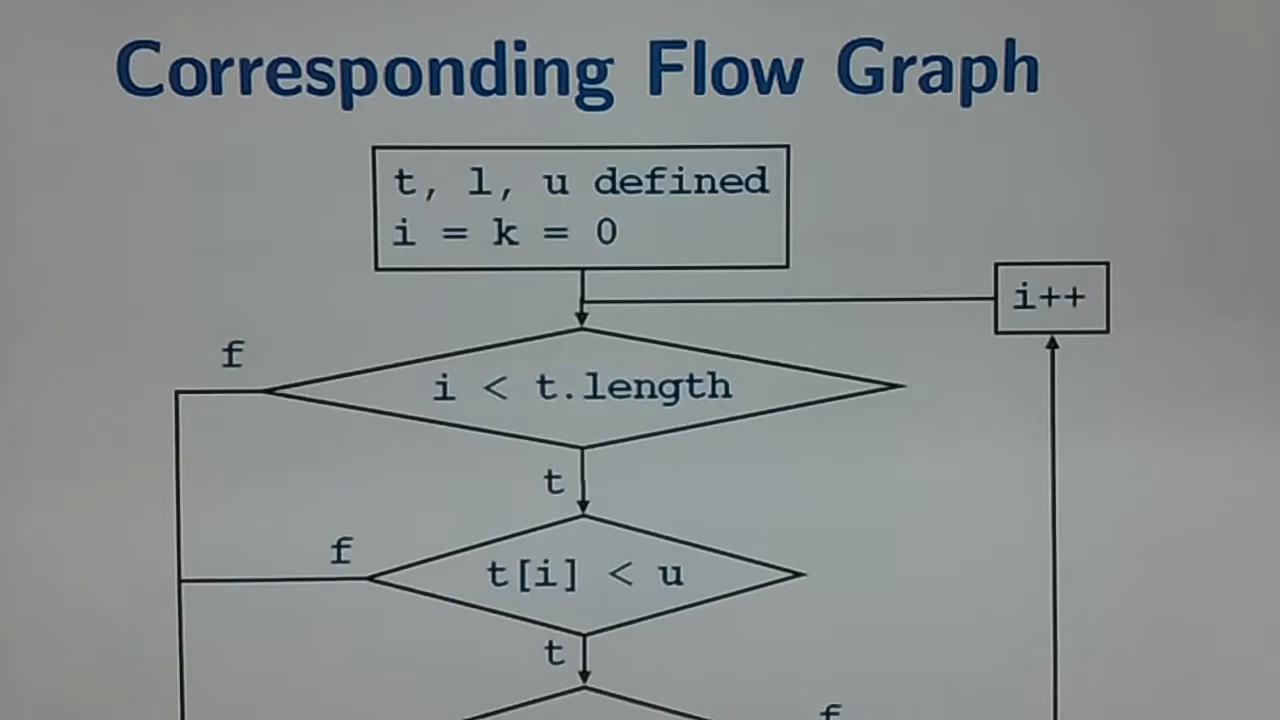 Corresponding Flow Graph
t, l, u defined
i = k = 0
i++
f
i < t.length
t
f
t[i] < u
t
f